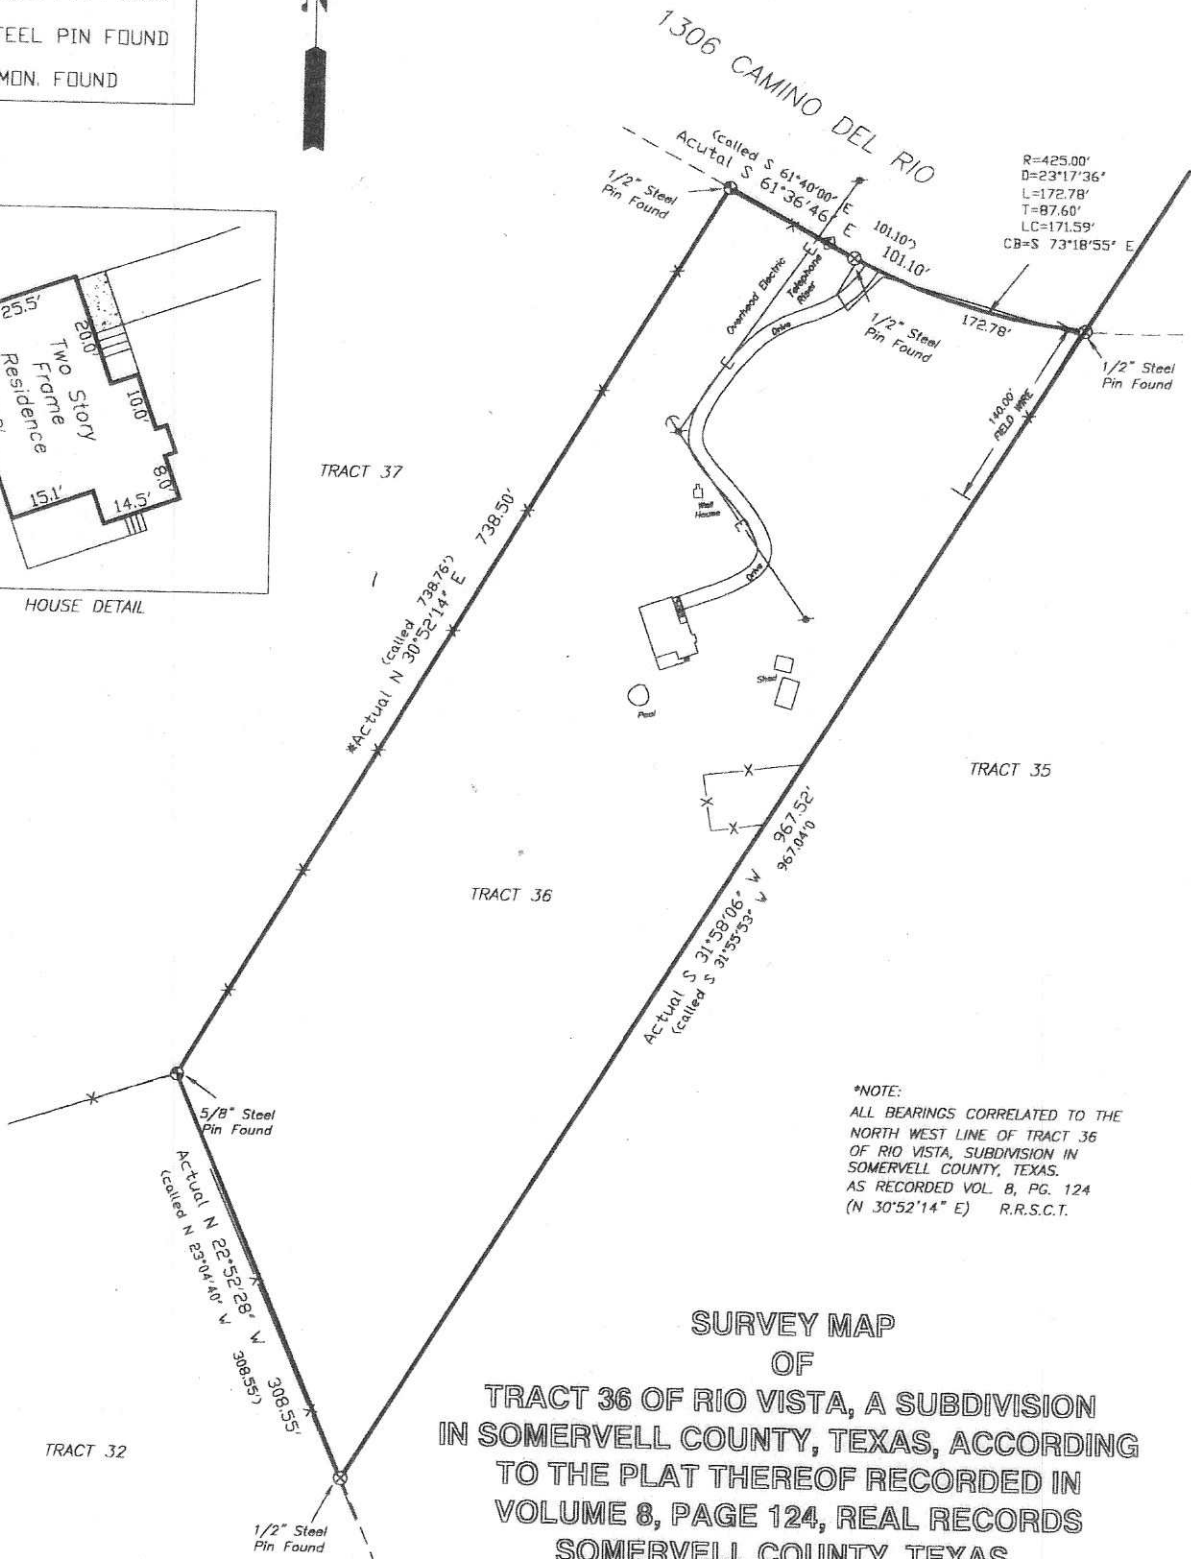 TEEL PIN FOUND
MON. FOUND
N
1306 CAMINO DEL RIO
(called S 61°40'00" E 101.10')
Acutal S 61°36'46" E 101.10'
1/2" Steel
Pin Found
R=425.00'
D=23°17'36"
L=172.78'
T=87.60'
LC=171.59'
CB=S 73°18'55" E
Overhead Electric
Telephone
Riser
E
E
E
Drive
1/2" Steel
Pin Found
172.78'
1/2" Steel
Pin Found
140.00'
FIELD WIRE
25.5'
20.0'
Two Story
Frame
Residence
10.0'
8.0'
15.1'
14.5'
HOUSE DETAIL
TRACT 37
Well
House
Drive
(called 738.76')
*Actual N 30°52'14" E 738.50'
Shed
Pool
TRACT 35
TRACT 36
Actual S 31°58'06" W 967.52'
(called S 31°55'53" W 967.04')
5/8" Steel
Pin Found
*NOTE:
ALL BEARINGS CORRELATED TO THE
NORTH WEST LINE OF TRACT 36
OF RIO VISTA, SUBDIVISION IN
SOMERVELL COUNTY, TEXAS.
AS RECORDED VOL. 8, PG. 124
(N 30°52'14" E) R.R.S.C.T.
Actual N 22°52'28" W 308.55'
(called N 23°04'40" W 308.55')
TRACT 32
1/2" Steel
Pin Found
SURVEY MAP
OF
TRACT 36 OF RIO VISTA, A SUBDIVISION
IN SOMERVELL COUNTY, TEXAS, ACCORDING
TO THE PLAT THEREOF RECORDED IN
VOLUME 8, PAGE 124, REAL RECORDS
SOMERVELL COUNTY, TEXAS